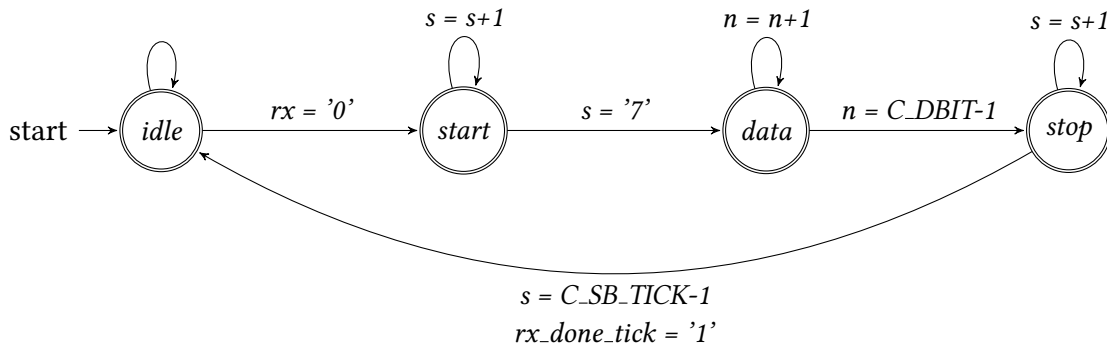 s = s+1
n = n+1
s = s+1
start
idle
rx = '0'
start
s = '7'
data
n = C_DBIT-1
stop
s = C_SB_TICK-1
rx_done_tick = '1'